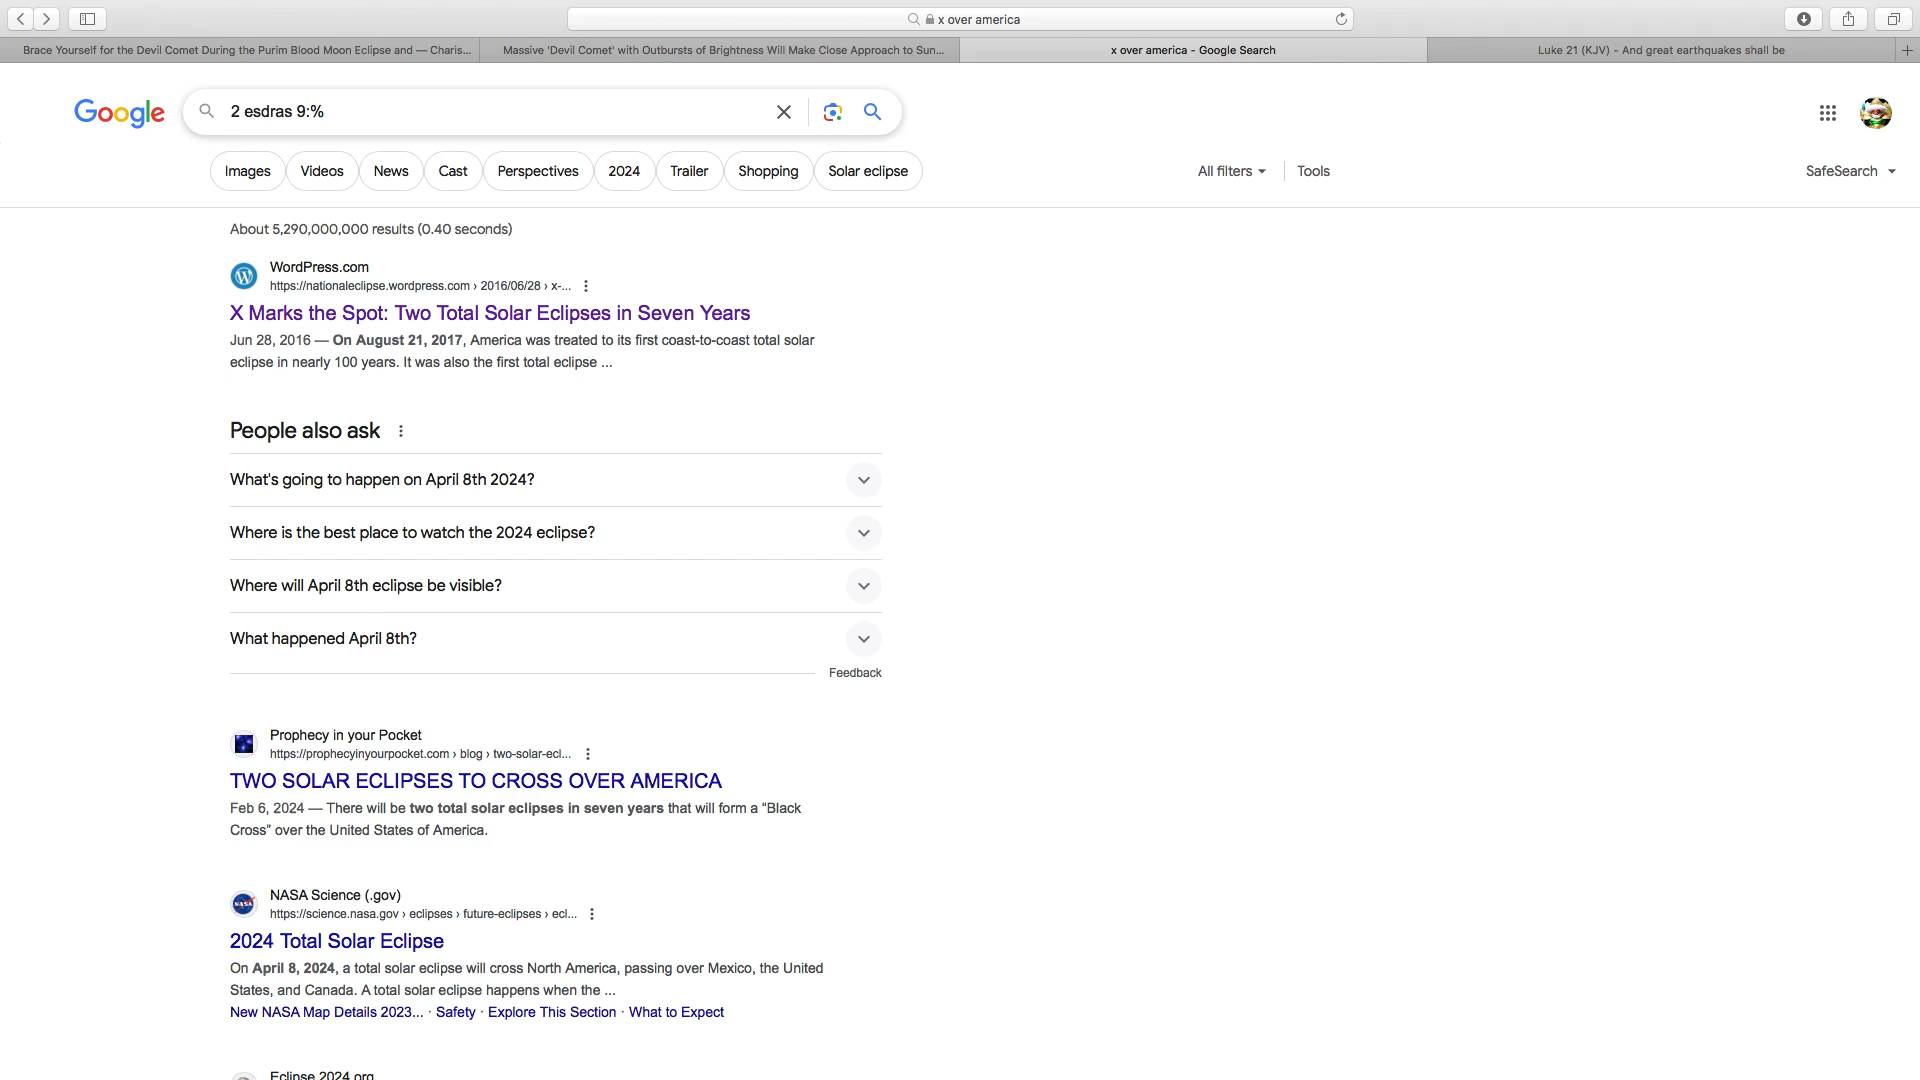 x over america
Brace Yourself for the Devil Comet During the Purim Blood Moon Eclipse and — Charis...
Massive 'Devil Comet' with Outbursts of Brightness Will Make Close Approach to Sun...
x over america - Google Search
Luke 21 (KJV) - And great earthquakes shall be
Google
2 esdras 9:%
Images
Videos
News
Cast
Perspectives
2024
Trailer
Shopping
Solar eclipse
All filters
Tools
SafeSearch
About 5,290,000,000 results (0.40 seconds)
WordPress.com
https://nationaleclipse.wordpress.com › 2016/06/28 › x-...
X Marks the Spot: Two Total Solar Eclipses in Seven Years
Jun 28, 2016 — On August 21, 2017, America was treated to its first coast-to-coast total solar
eclipse in nearly 100 years. It was also the first total eclipse ...
People also ask
What's going to happen on April 8th 2024?
Where is the best place to watch the 2024 eclipse?
Where will April 8th eclipse be visible?
What happened April 8th?
Feedback
Prophecy in your Pocket
https://prophecyinyourpocket.com › blog › two-solar-ecl...
TWO SOLAR ECLIPSES TO CROSS OVER AMERICA
Feb 6, 2024 — There will be two total solar eclipses in seven years that will form a “Black
Cross” over the United States of America.
NASA
NASA Science (.gov)
https://science.nasa.gov › eclipses › future-eclipses › ecl...
2024 Total Solar Eclipse
On April 8, 2024, a total solar eclipse will cross North America, passing over Mexico, the United
States, and Canada. A total solar eclipse happens when the ...
New NASA Map Details 2023... · Safety · Explore This Section · What to Expect
Eclipse 2024.org